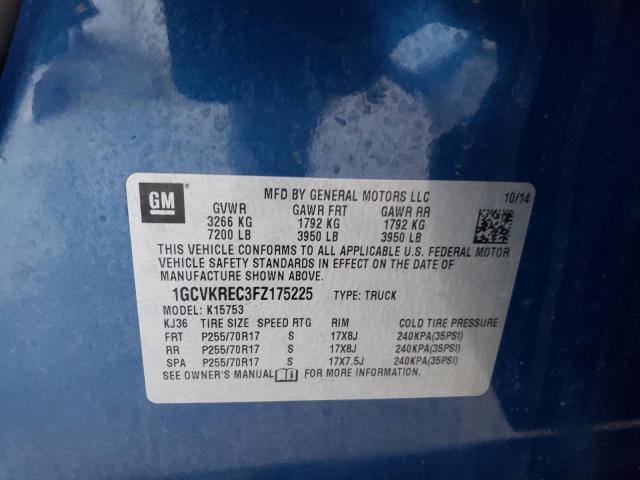 GM
MFD BY GENERAL MOTORS LLC
10/14
GVWR GAWR FRT GAWR RR
3266 KG 1792 KG 1792 KG
7200 LB 3950 LB 3950 LB
THIS VEHICLE CONFORMS TO ALL APPLICABLE U.S. FEDERAL MOTOR
VEHICLE SAFETY STANDARDS IN EFFECT ON THE DATE OF
MANUFACTURE SHOWN ABOVE.
1GCVKREC3FZ175225 TYPE: TRUCK
MODEL: K15753
KJ36 TIRE SIZE SPEED RTG RIM COLD TIRE PRESSURE
FRT P255/70R17 S 17X8J 240KPA(35PSI)
RR P255/70R17 S 17X8J 240KPA(35PSI)
SPA P255/70R17 S 17X7.5J 240KPA(35PSI)
SEE OWNER'S MANUAL FOR MORE INFORMATION.